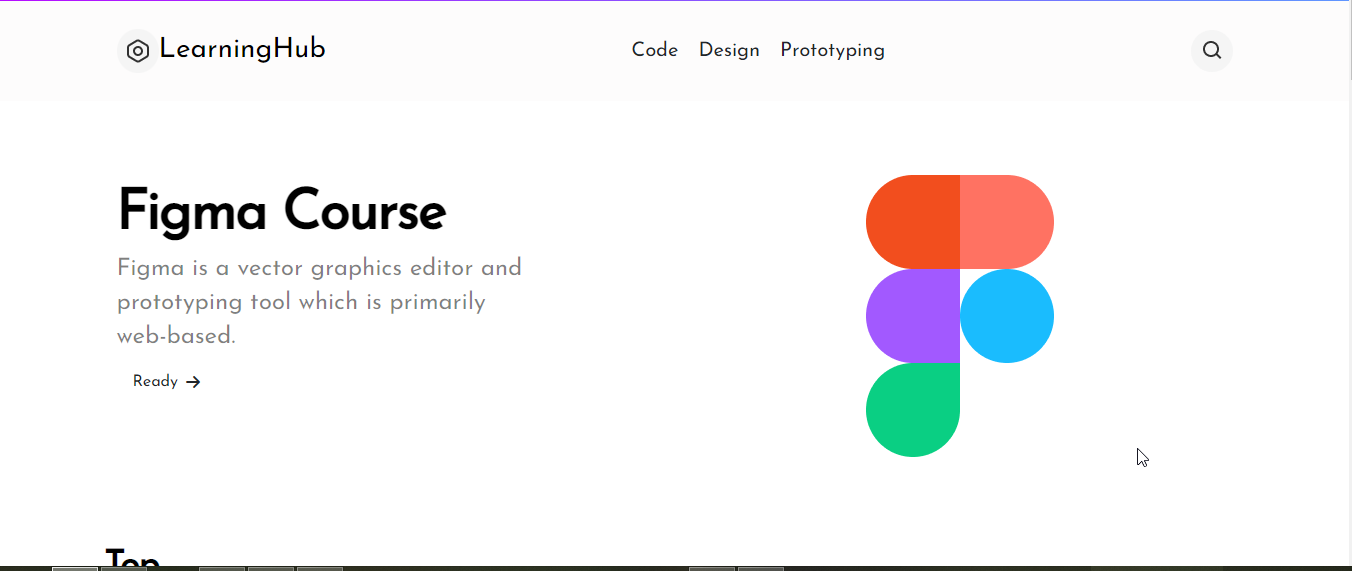 LearningHub
Code Design Prototyping
Figma Course
Figma is a vector graphics editor and
prototyping tool which is primarily
web-based.
Ready
Top